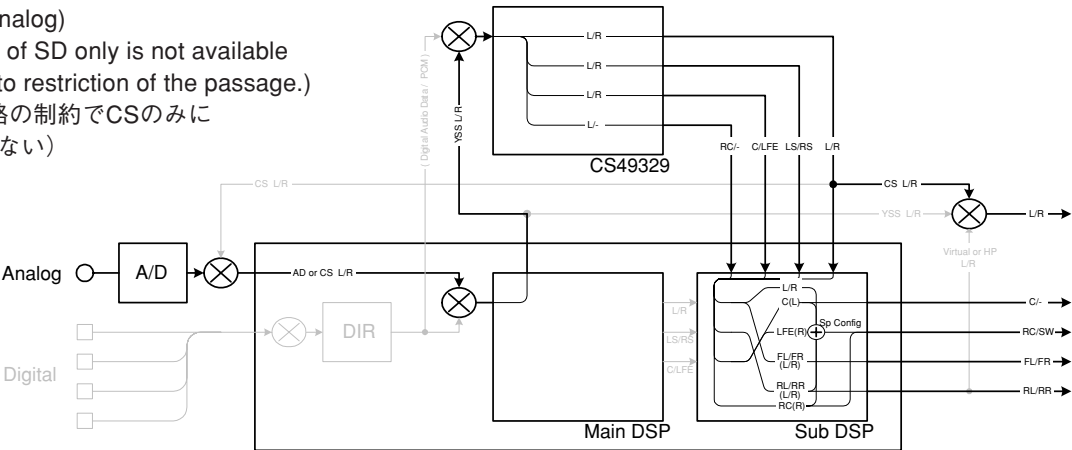 nalog)
of SD only is not available
to restriction of the passage.)
路の制約でCSのみに
ない）
( Digital Audio Data / PCM )
YSS L/R
L/R
L/R
L/R
L/-
CS49329
RC/-
C/LFE
LS/RS
L/R
CS L/R
CS L/R
YSS L/R
L/R
Virtual or HP
L/R
Analog
A/D
AD or CS L/R
DIR
Digital
L/R
LS/RS
C/LFE
Main DSP
L/R
C(L)
LFE(R)
Sp Config
FL/FR
(L/R)
RL/RR
(L/R)
RC(R)
Sub DSP
C/-
RC/SW
FL/FR
RL/RR